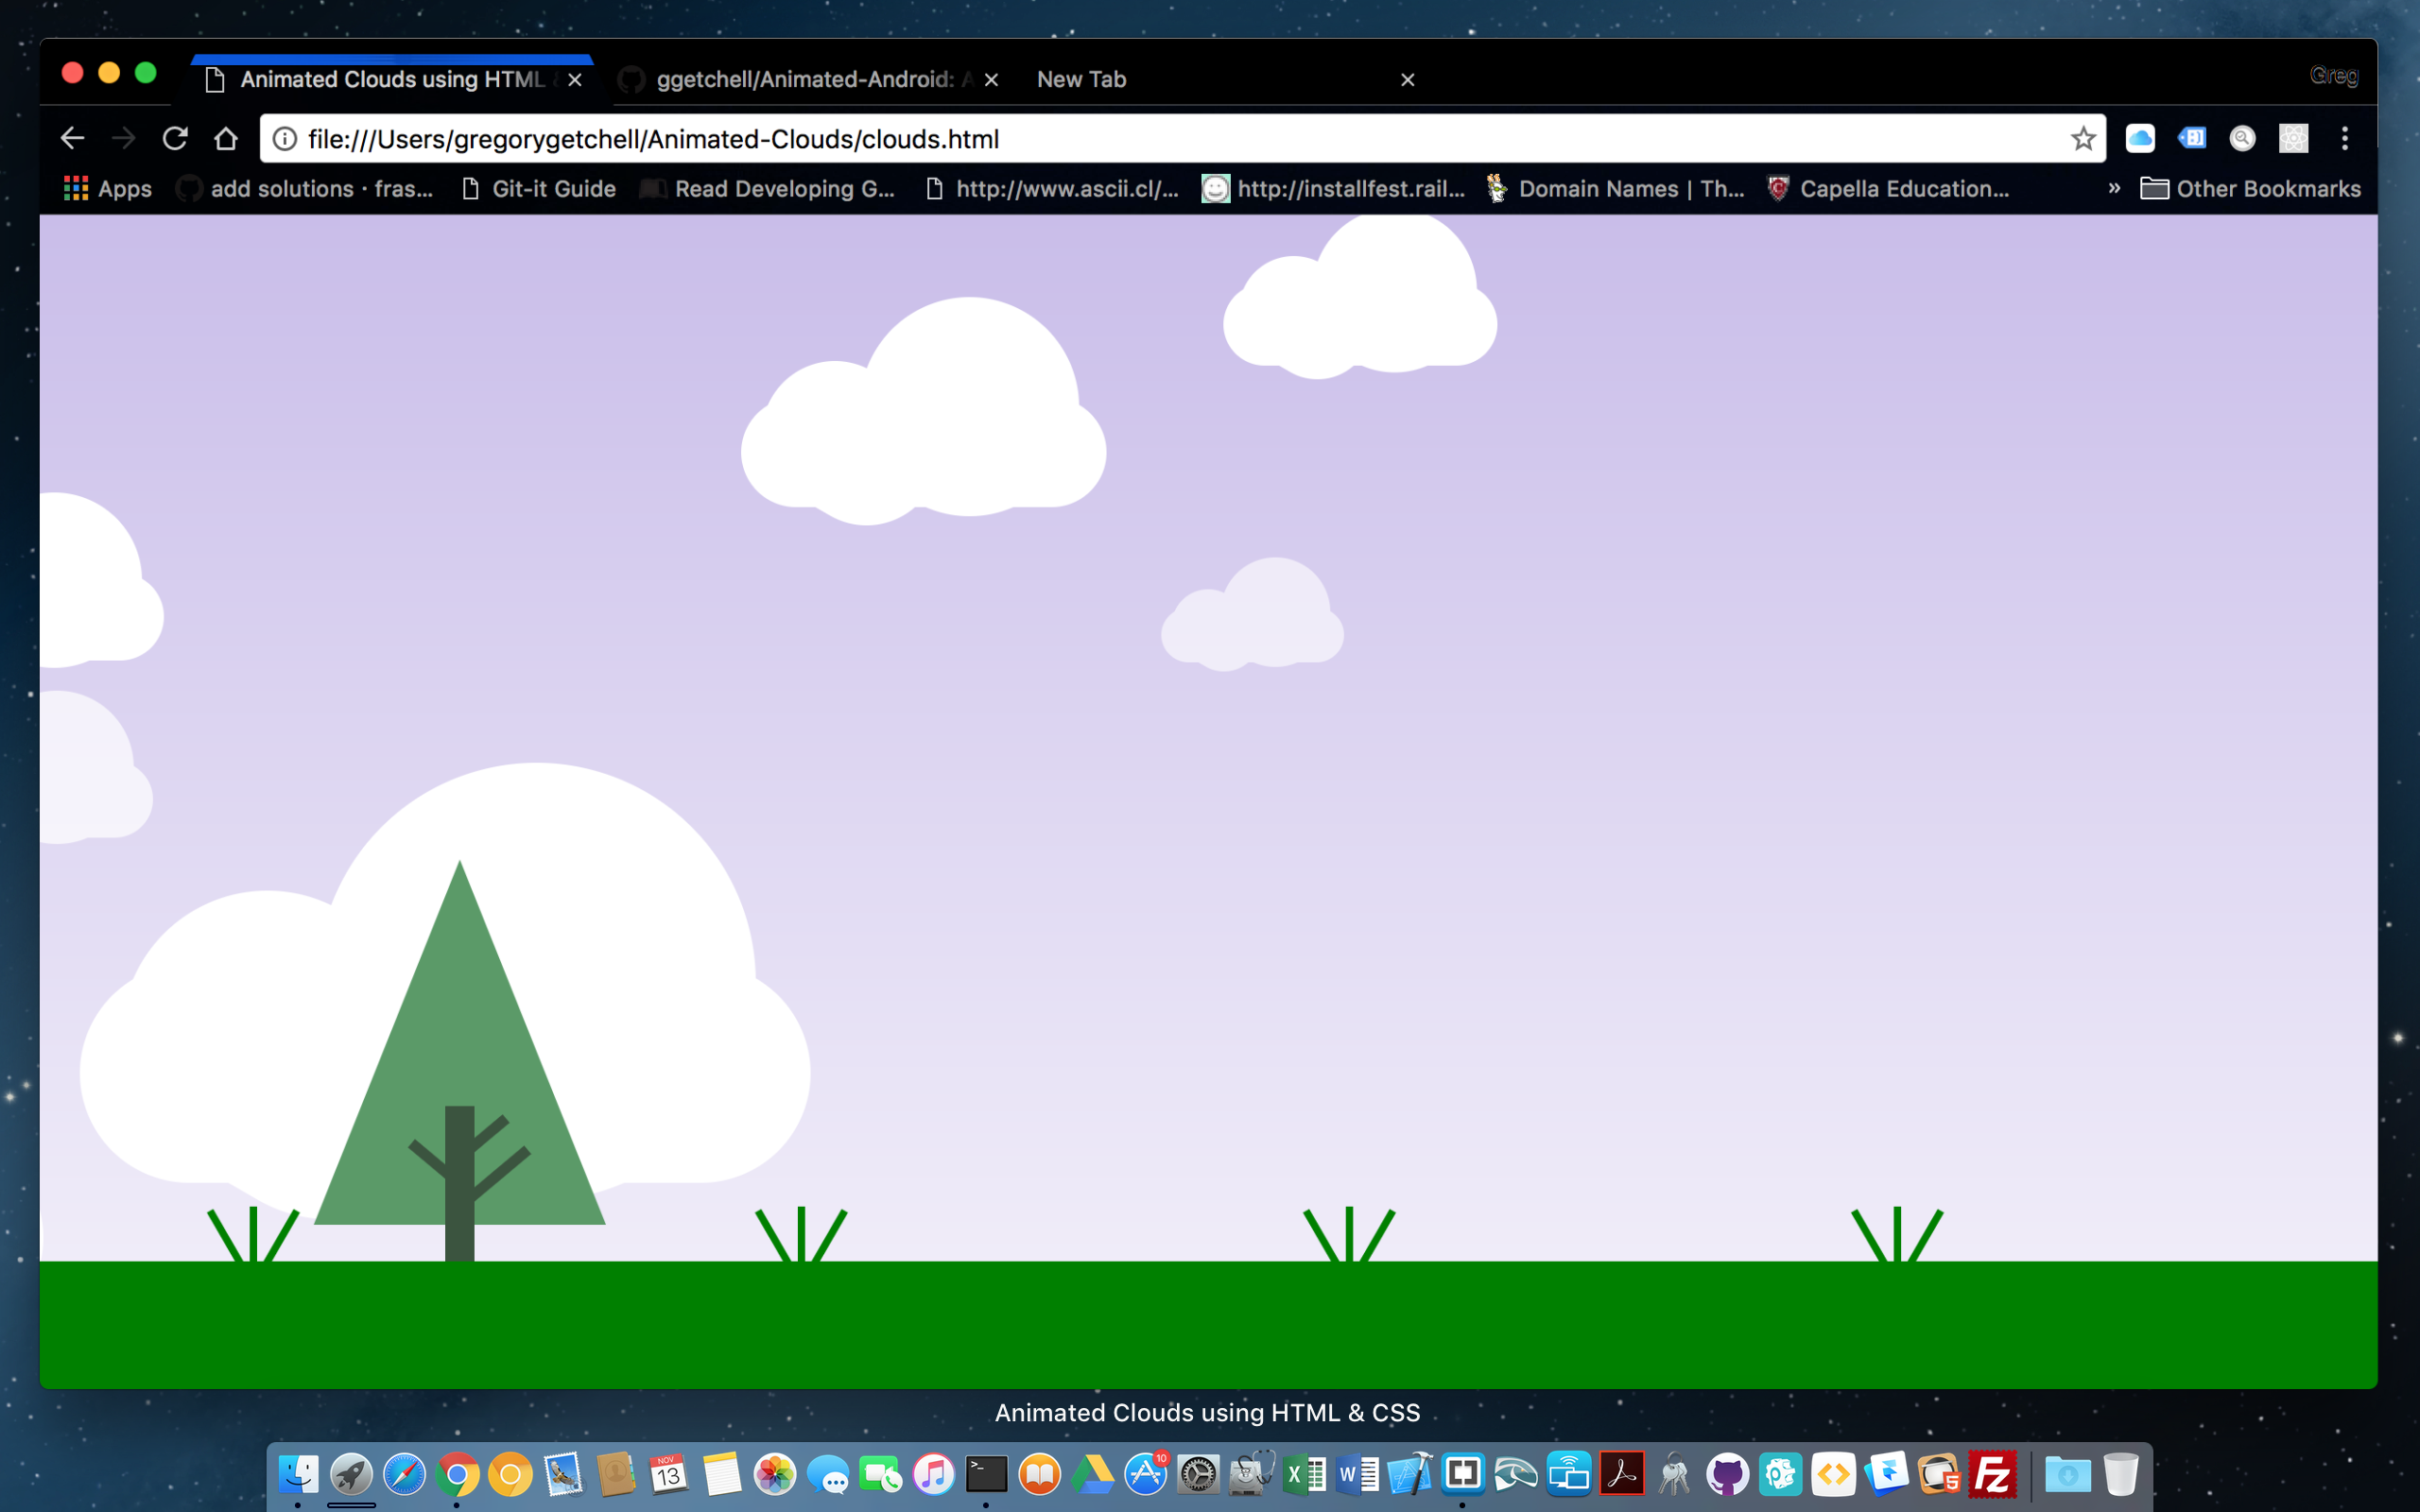 Animated Clouds using HTML &
ggetchell/Animated-Android: A
New Tab
Greg
file:///Users/gregorygetchell/Animated-Clouds/clouds.html
Apps
add solutions · fras...
Git-it Guide
Read Developing G...
http://www.ascii.cl/...
http://installfest.rail...
Domain Names | Th...
Capella Education...
»
Other Bookmarks
Animated Clouds using HTML & CSS
NOV
13
10
>_
X
W
5
Fz